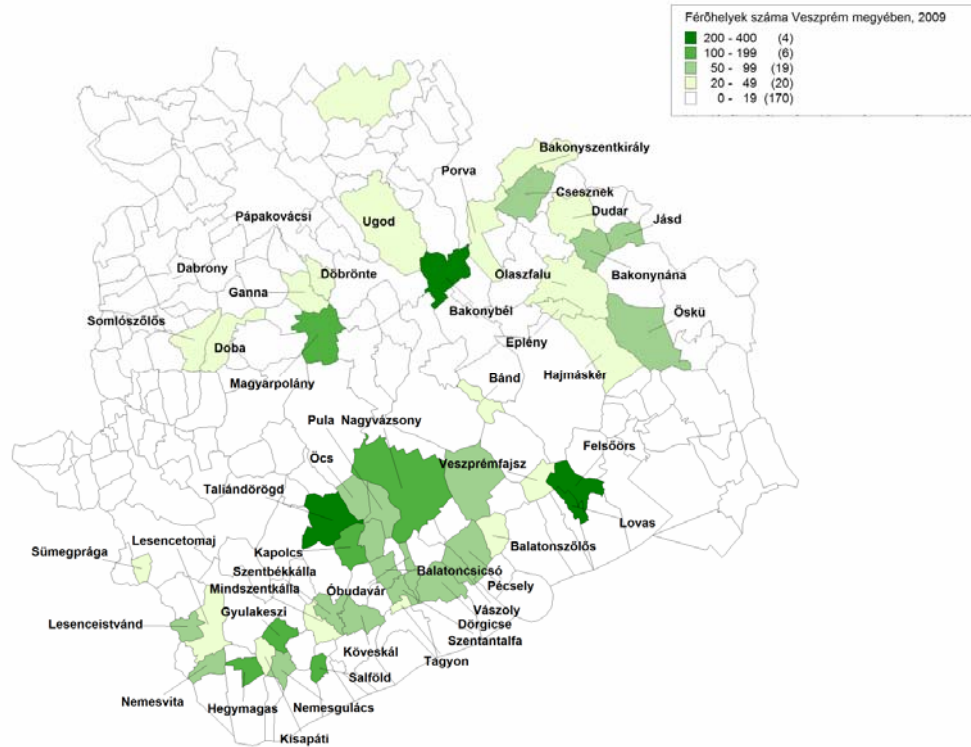 Férõhelyek száma Veszprém megyében, 2009
200 - 400 (4)
100 - 199 (6)
50 - 99 (19)
20 - 49 (20)
0 - 19 (170)
Bakonyszentkirály
Porva
Csesznek
Dudar
Jásd
Pápakovácsi
Ugod
Dabrony
Döbrönte
Olaszfalu
Bakonynána
Ganna
Bakonybél
Öskü
Somlószőlős
Doba
Eplény
Hajmáskér
Magyarpolány
Bánd
Pula
Nagyvázsony
Öcs
Felsőörs
Veszprémfajsz
Taliándörögd
Lovas
Lesencetomaj
Sümegprága
Kapolcs
Balatonszőlős
Szentbékkálla
Balatoncsicsó
Mindszentkálla
Óbudavár
Pécsely
Gyulakeszi
Vászoly
Lesenceistvánd
Dörgicse
Szentantalfa
Köveskál
Tagyon
Salföld
Nemesvita
Nemesgulács
Hegymagas
Kisapáti